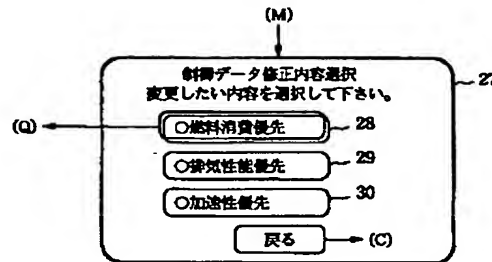 (M)
制御データ修正内容選択
変更したい内容を選択して下さい。
27
(Q)
○燃料消費優先
28
○排気性能優先
29
○加速性優先
30
戻る
(C)